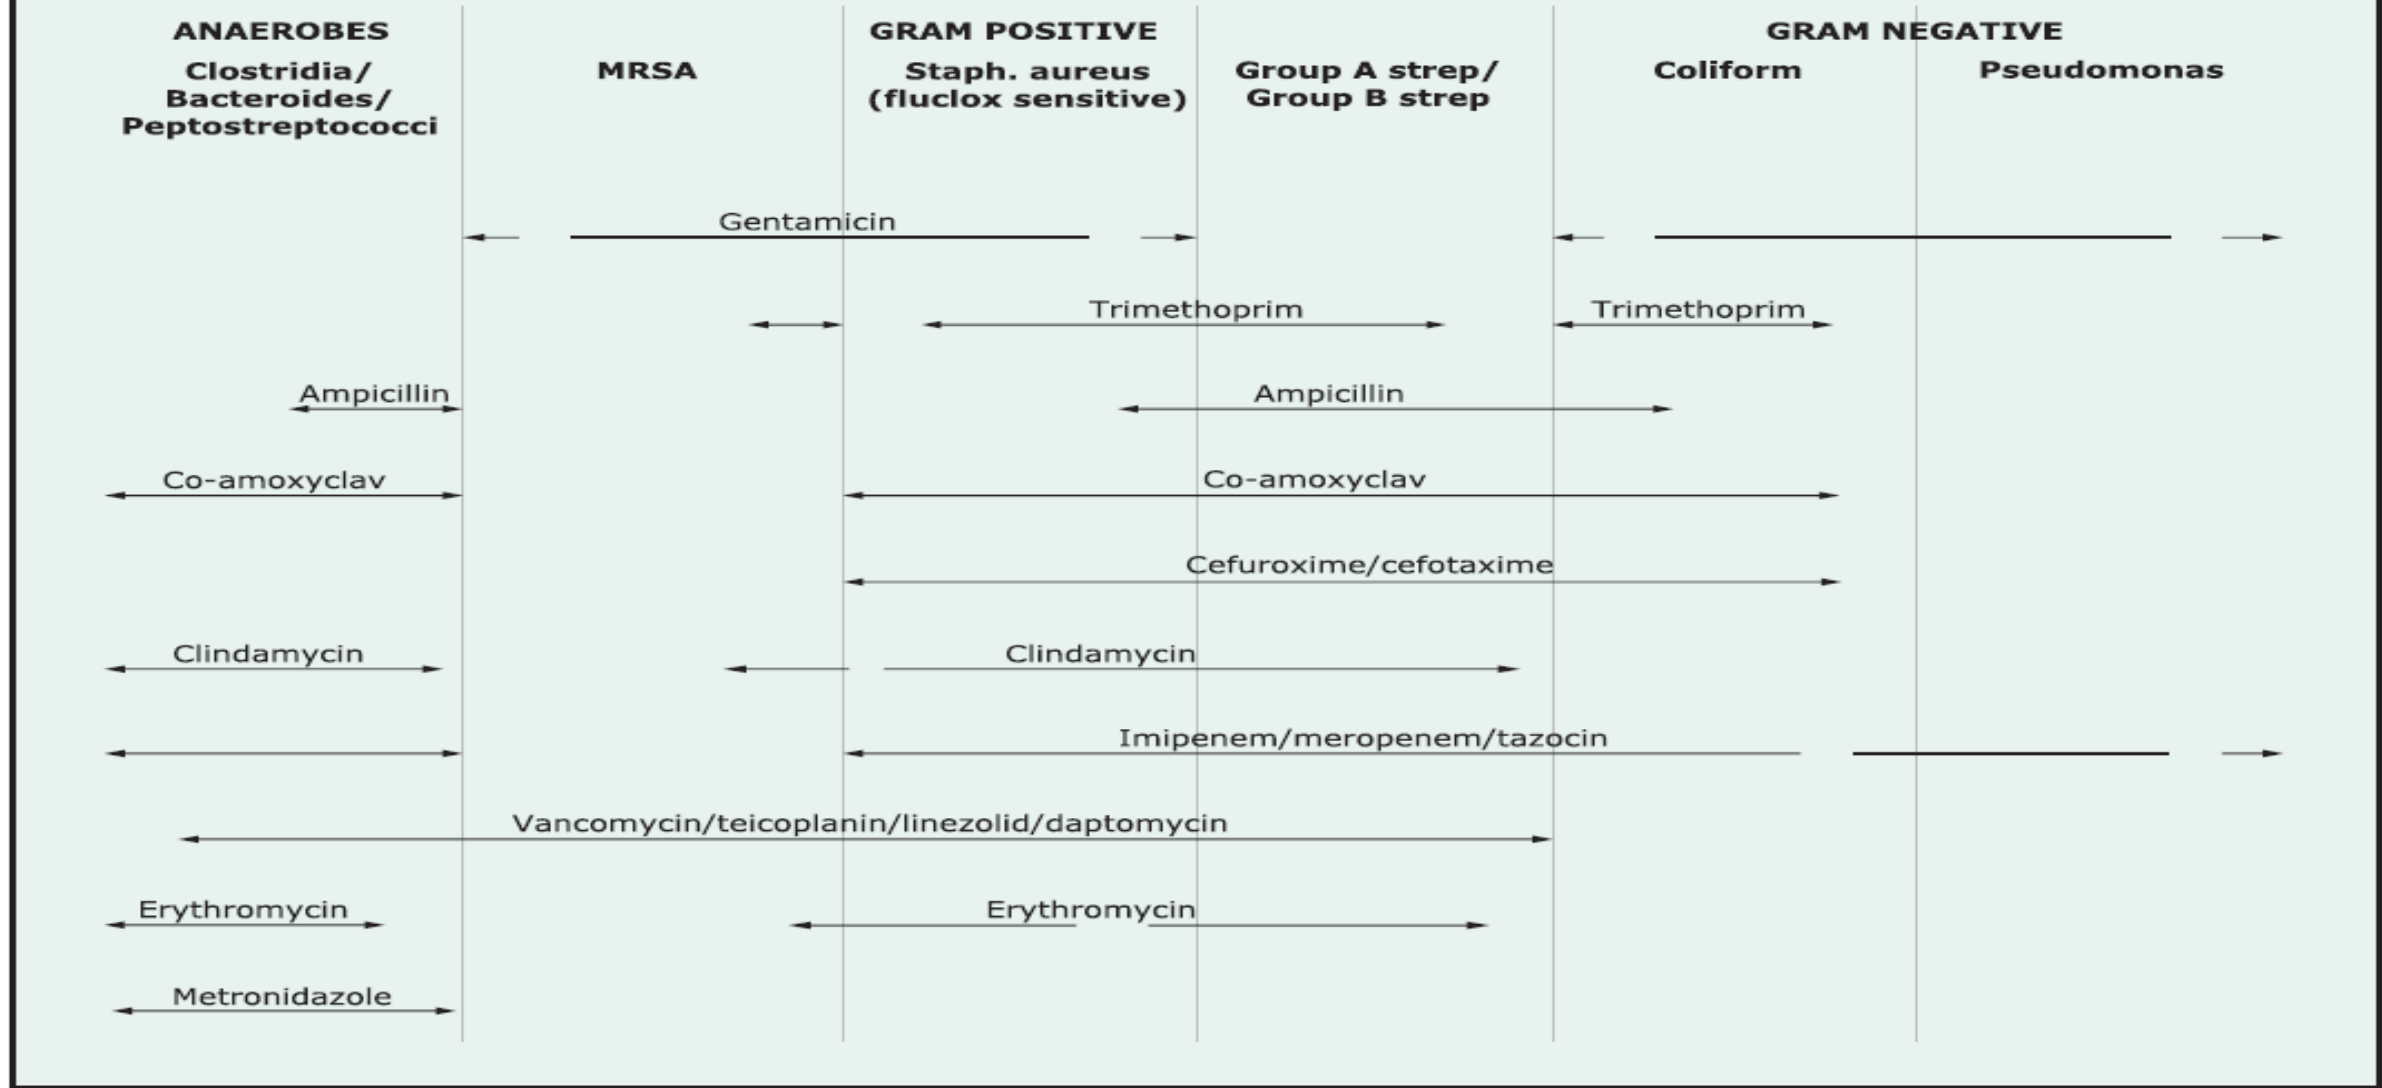 ANAEROBES
GRAM POSITIVE
GRAM NEGATIVE
Clostridia/
Bacteroides/
Peptostreptococci
MRSA
Staph. aureus
(fluclox sensitive)
Group A strep/
Group B strep
Coliform
Pseudomonas
Gentamicin
Trimethoprim
Trimethoprim
Ampicillin
Ampicillin
Co-amoxyclav
Co-amoxyclav
Cefuroxime/cefotaxime
Clindamycin
Clindamycin
Imipenem/meropenem/tazocin
Vancomycin/teicoplanin/linezolid/daptomycin
Erythromycin
Erythromycin
Metronidazole